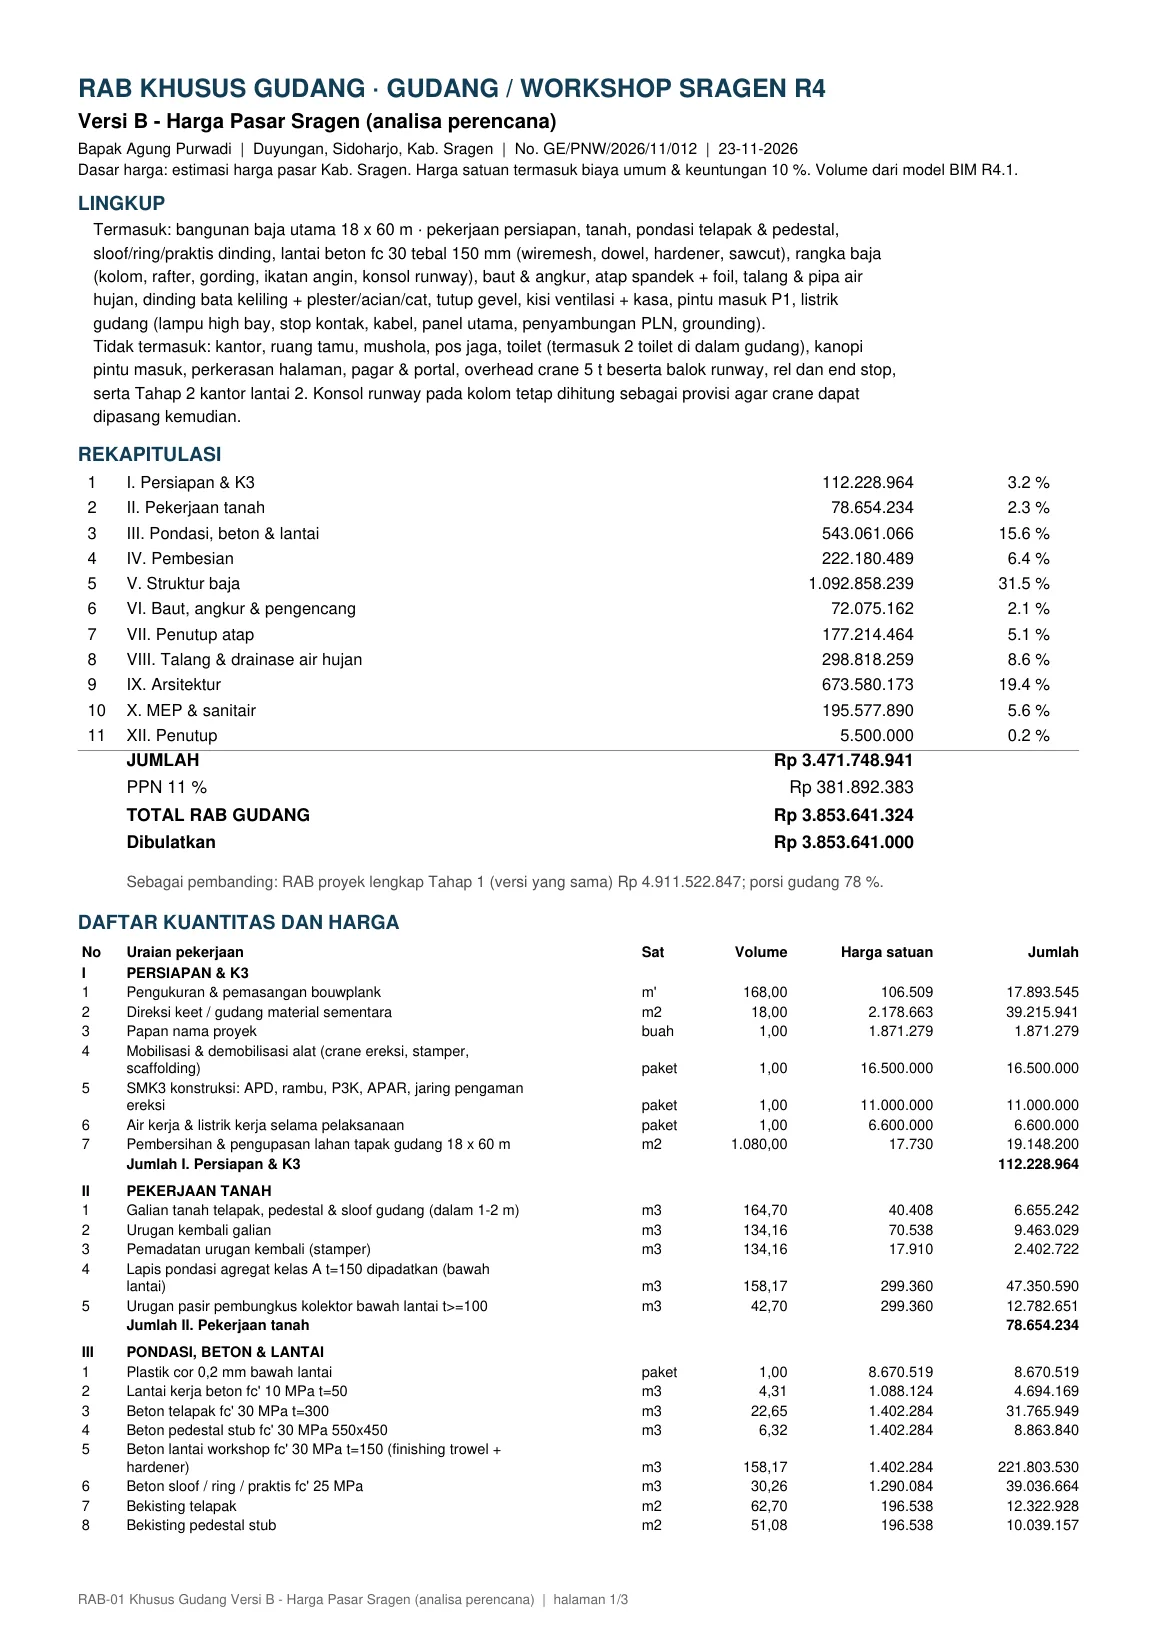 RAB KHUSUS GUDANG · GUDANG / WORKSHOP SRAGEN R4
Versi B - Harga Pasar Sragen (analisa perencana)
Bapak Agung Purwadi | Duyungan, Sidoharjo, Kab. Sragen | No. GE/PNW/2026/11/012 | 23-11-2026
Dasar harga: estimasi harga pasar Kab. Sragen. Harga satuan termasuk biaya umum & keuntungan 10 %. Volume dari model BIM R4.1.
LINGKUP
Termasuk: bangunan baja utama 18 x 60 m · pekerjaan persiapan, tanah, pondasi telapak & pedestal,
sloof/ring/praktis dinding, lantai beton fc 30 tebal 150 mm (wiremesh, dowel, hardener, sawcut), rangka baja
(kolom, rafter, gording, ikatan angin, konsol runway), baut & angkur, atap spandek + foil, talang & pipa air
hujan, dinding bata keliling + plester/acian/cat, tutup gevel, kisi ventilasi + kasa, pintu masuk P1, listrik
gudang (lampu high bay, stop kontak, kabel, panel utama, penyambungan PLN, grounding).
Tidak termasuk: kantor, ruang tamu, mushola, pos jaga, toilet (termasuk 2 toilet di dalam gudang), kanopi
pintu masuk, perkerasan halaman, pagar & portal, overhead crane 5 t beserta balok runway, rel dan end stop,
serta Tahap 2 kantor lantai 2. Konsol runway pada kolom tetap dihitung sebagai provisi agar crane dapat
dipasang kemudian.
REKAPITULASI
1 I. Persiapan & K3 112.228.964 3.2 %
2 II. Pekerjaan tanah 78.654.234 2.3 %
3 III. Pondasi, beton & lantai 543.061.066 15.6 %
4 IV. Pembesian 222.180.489 6.4 %
5 V. Struktur baja 1.092.858.239 31.5 %
6 VI. Baut, angkur & pengencang 72.075.162 2.1 %
7 VII. Penutup atap 177.214.464 5.1 %
8 VIII. Talang & drainase air hujan 298.818.259 8.6 %
9 IX. Arsitektur 673.580.173 19.4 %
10 X. MEP & sanitair 195.577.890 5.6 %
11 XII. Penutup 5.500.000 0.2 %
JUMLAH Rp 3.471.748.941
PPN 11 % Rp 381.892.383
TOTAL RAB GUDANG Rp 3.853.641.324
Dibulatkan Rp 3.853.641.000
Sebagai pembanding: RAB proyek lengkap Tahap 1 (versi yang sama) Rp 4.911.522.847; porsi gudang 78 %.
DAFTAR KUANTITAS DAN HARGA
No Uraian pekerjaan Sat Volume Harga satuan Jumlah
I PERSIAPAN & K3
1 Pengukuran & pemasangan bouwplank m' 168,00 106.509 17.893.545
2 Direksi keet / gudang material sementara m2 18,00 2.178.663 39.215.941
3 Papan nama proyek buah 1,00 1.871.279 1.871.279
4 Mobilisasi & demobilisasi alat (crane ereksi, stamper,
scaffolding) paket 1,00 16.500.000 16.500.000
5 SMK3 konstruksi: APD, rambu, P3K, APAR, jaring pengaman
ereksi paket 1,00 11.000.000 11.000.000
6 Air kerja & listrik kerja selama pelaksanaan paket 1,00 6.600.000 6.600.000
7 Pembersihan & pengupasan lahan tapak gudang 18 x 60 m m2 1.080,00 17.730 19.148.200
Jumlah I. Persiapan & K3 112.228.964
II PEKERJAAN TANAH
1 Galian tanah telapak, pedestal & sloof gudang (dalam 1-2 m) m3 164,70 40.408 6.655.242
2 Urugan kembali galian m3 134,16 70.538 9.463.029
3 Pemadatan urugan kembali (stamper) m3 134,16 17.910 2.402.722
4 Lapis pondasi agregat kelas A t=150 dipadatkan (bawah
lantai) m3 158,17 299.360 47.350.590
5 Urugan pasir pembungkus kolektor bawah lantai t>=100 m3 42,70 299.360 12.782.651
Jumlah II. Pekerjaan tanah 78.654.234
III PONDASI, BETON & LANTAI
1 Plastik cor 0,2 mm bawah lantai paket 1,00 8.670.519 8.670.519
2 Lantai kerja beton fc' 10 MPa t=50 m3 4,31 1.088.124 4.694.169
3 Beton telapak fc' 30 MPa t=300 m3 22,65 1.402.284 31.765.949
4 Beton pedestal stub fc' 30 MPa 550x450 m3 6,32 1.402.284 8.863.840
5 Beton lantai workshop fc' 30 MPa t=150 (finishing trowel +
hardener) m3 158,17 1.402.284 221.803.530
6 Beton sloof / ring / praktis fc' 25 MPa m3 30,26 1.290.084 39.036.664
7 Bekisting telapak m2 62,70 196.538 12.322.928
8 Bekisting pedestal stub m2 51,08 196.538 10.039.157
RAB-01 Khusus Gudang Versi B - Harga Pasar Sragen (analisa perencana) | halaman 1/3